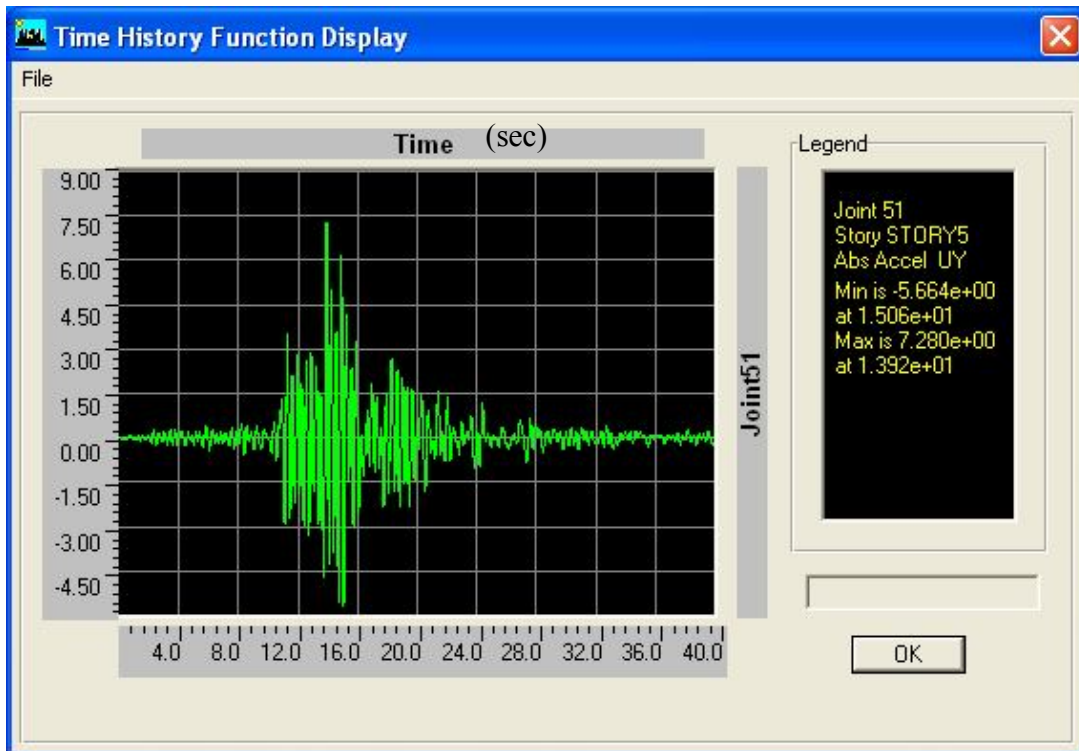 Time History Function Display
File
Time (sec)
9.00
7.50
6.00
4.50
3.00
1.50
0.00
-1.50
-3.00
-4.50
4.0 8.0 12.0 16.0 20.0 24.0 28.0 32.0 36.0 40.0
Joint51
Legend
Joint 51
Story STORY5
Abs Accel UY
Min is -5.664e+00
at 1.506e+01
Max is 7.280e+00
at 1.392e+01
OK